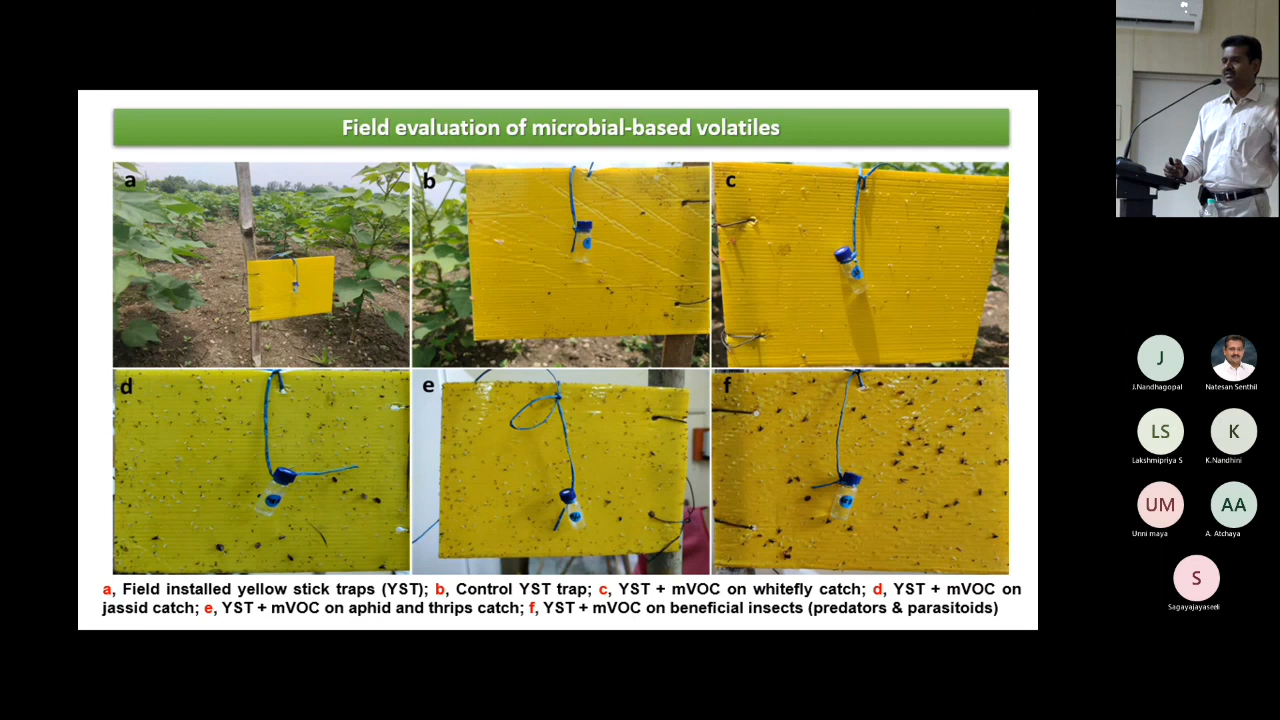 Field evaluation of microbial-based volatiles
a
b
c
d
e
f
a, Field installed yellow stick traps (YST); b, Control YST trap; c, YST + mVOC on whitefly catch; d, YST + mVOC on
jassid catch; e, YST + mVOC on aphid and thrips catch; f, YST + mVOC on beneficial insects (predators & parasitoids)
J
J.Nandhagopal
Natesan Senthil
LS
K
Lakshmipriya S
K.Nandhini
UM
AA
Unni maya
A. Atchaya
S
Sagayajayaseeli